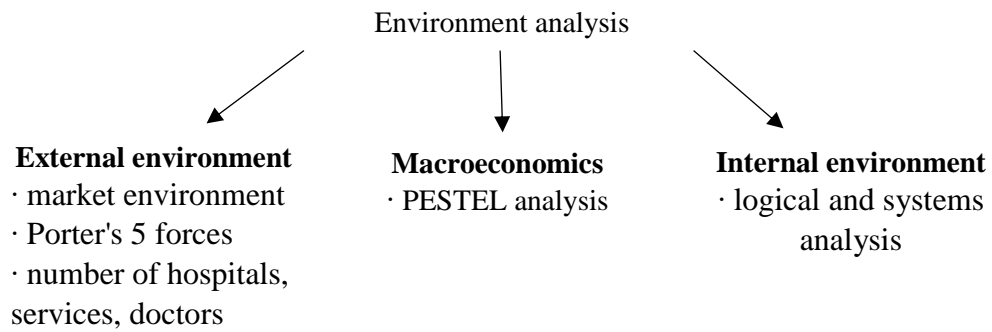 Environment analysis
External environment
· market environment
· Porter's 5 forces
· number of hospitals,
services, doctors
Macroeconomics
· PESTEL analysis
Internal environment
· logical and systems
analysis